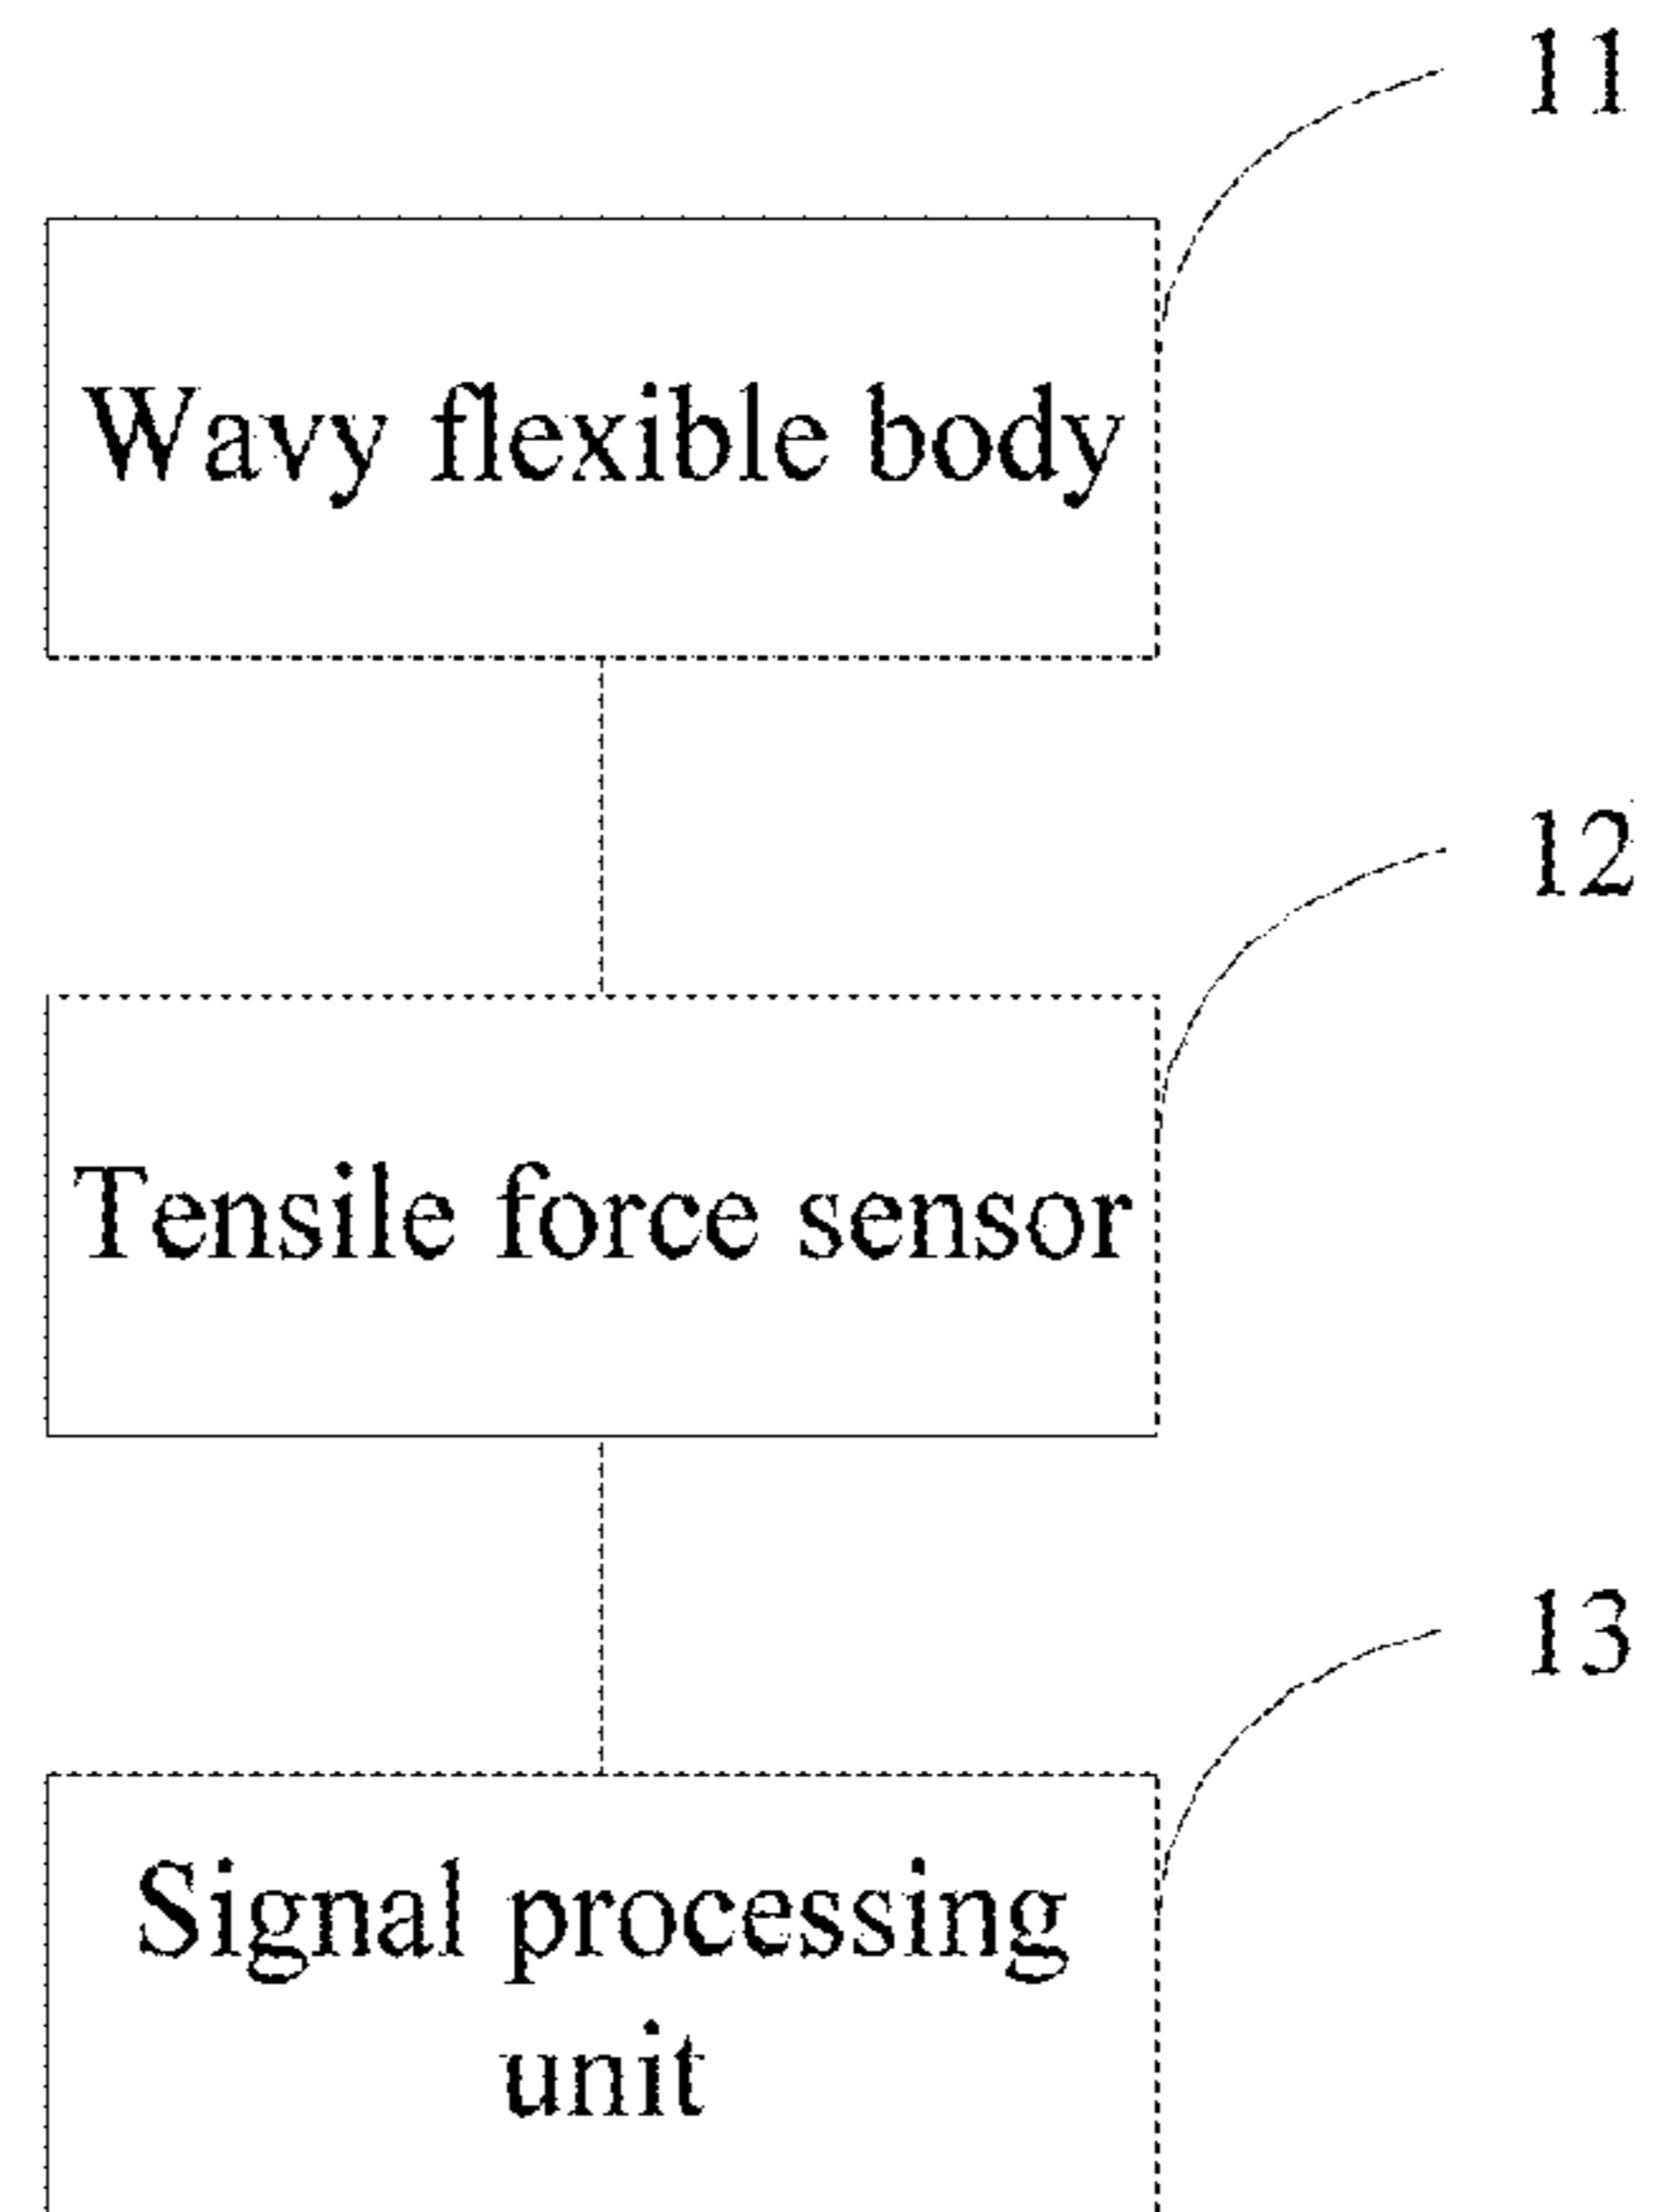 11
Wavy flexible body
12
Tensile force sensor
13
Signal processing
unit